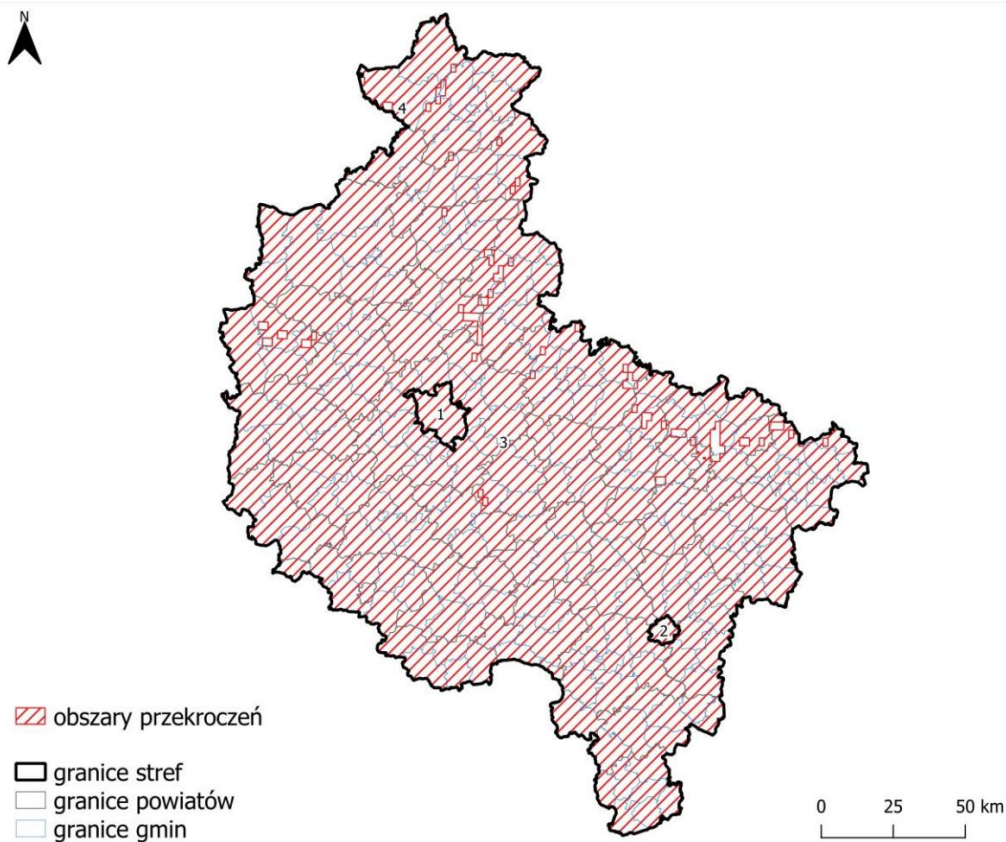 N
4
1
3
2
obszary przekroczeń
granice stref
granice powiatów
granice gmin
0 25 50 km